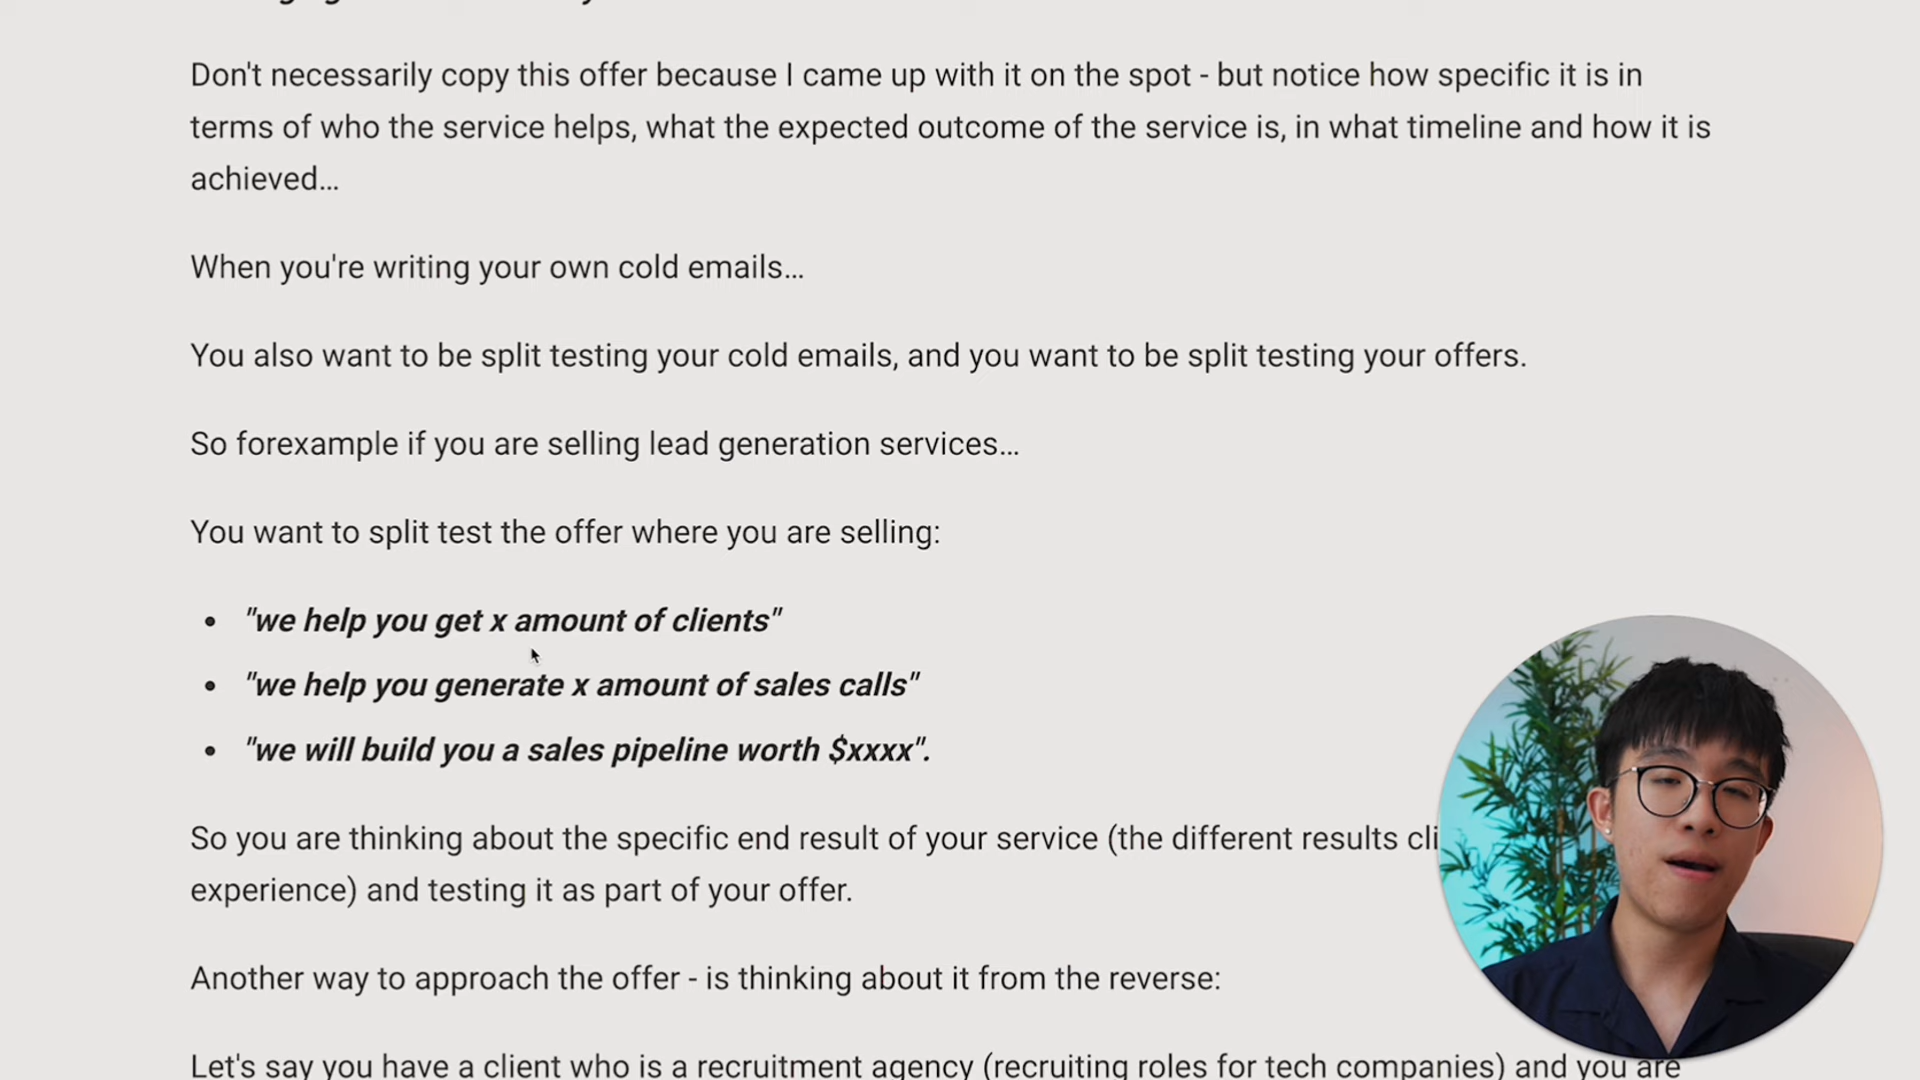 Don't necessarily copy this offer because I came up with it on the spot - but notice how specific it is in
terms of who the service helps, what the expected outcome of the service is, in what timeline and how it is
achieved...
When you're writing your own cold emails...
You also want to be split testing your cold emails, and you want to be split testing your offers.
So forexample if you are selling lead generation services...
You want to split test the offer where you are selling:
• "we help you get x amount of clients"
• "we help you generate x amount of sales calls"
• "we will build you a sales pipeline worth $xxxx".
So you are thinking about the specific end result of your service (the different results cli
experience) and testing it as part of your offer.
Another way to approach the offer - is thinking about it from the reverse:
Let's say you have a client who is a recruitment agency (recruiting roles for tech companies) and you are